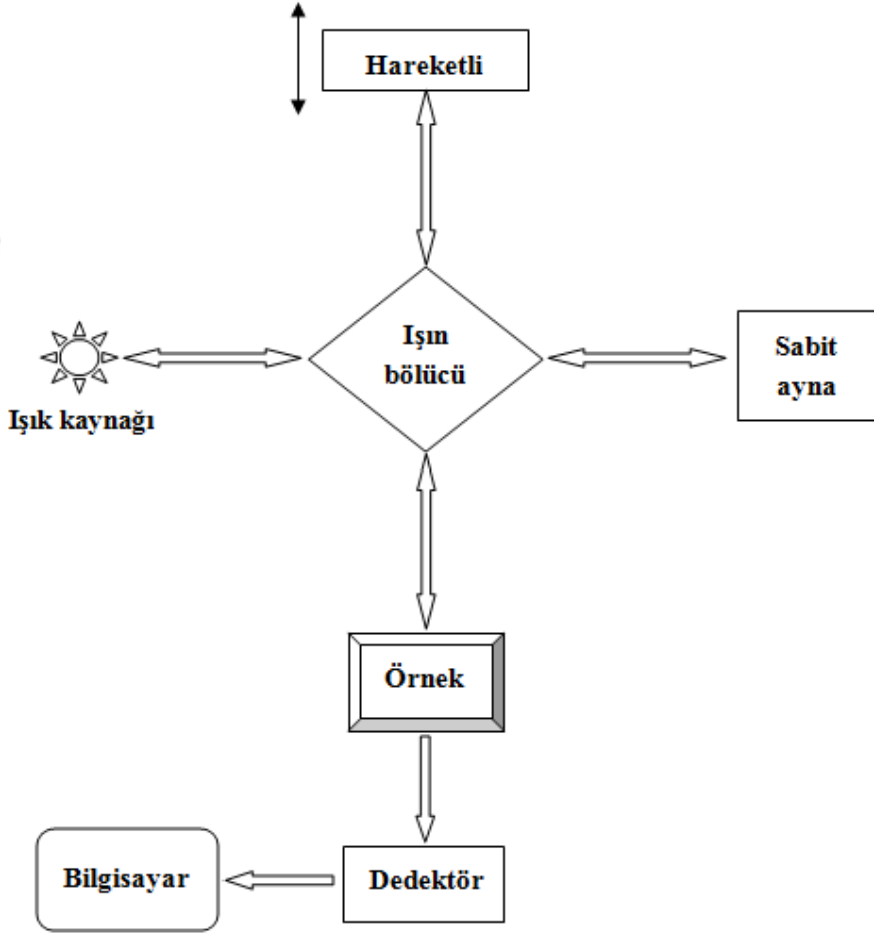 Hareketli
Işın
bölücü
Sabit
ayna
Işık kaynağı
Örnek
Bilgisayar
Dedektör